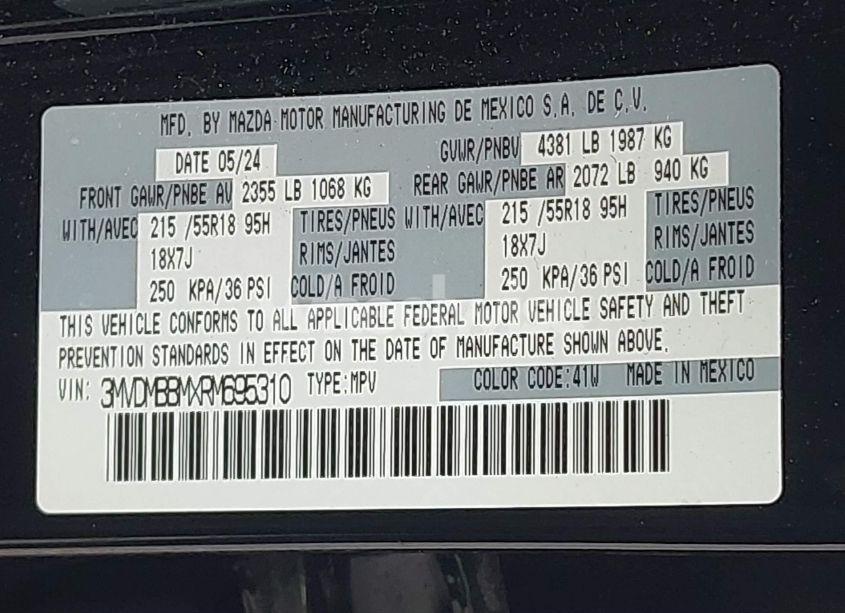 MFD. BY MAZDA MOTOR MANUFACTURING DE MEXICO S.A. DE C.V.
DATE 05/24 GVWR/PNBV 4381 LB 1987 KG
FRONT GAWR/PNBE AV 2355 LB 1068 KG REAR GAWR/PNBE AR 2072 LB 940 KG
WITH/AVEC 215 /55R18 95H TIRES/PNEUS WITH/AVEC 215 /55R18 95H TIRES/PNEUS
18X7J RIMS/JANTES 18X7J RIMS/JANTES
250 KPA/36 PSI COLD/A FROID 250 KPA/36 PSI COLD/A FROID
THIS VEHICLE CONFORMS TO ALL APPLICABLE FEDERAL MOTOR VEHICLE SAFETY AND THEFT
PREVENTION STANDARDS IN EFFECT ON THE DATE OF MANUFACTURE SHOWN ABOVE.
VIN: 3MVDMBBMXRM695310 TYPE:MPV COLOR CODE:41W MADE IN MEXICO